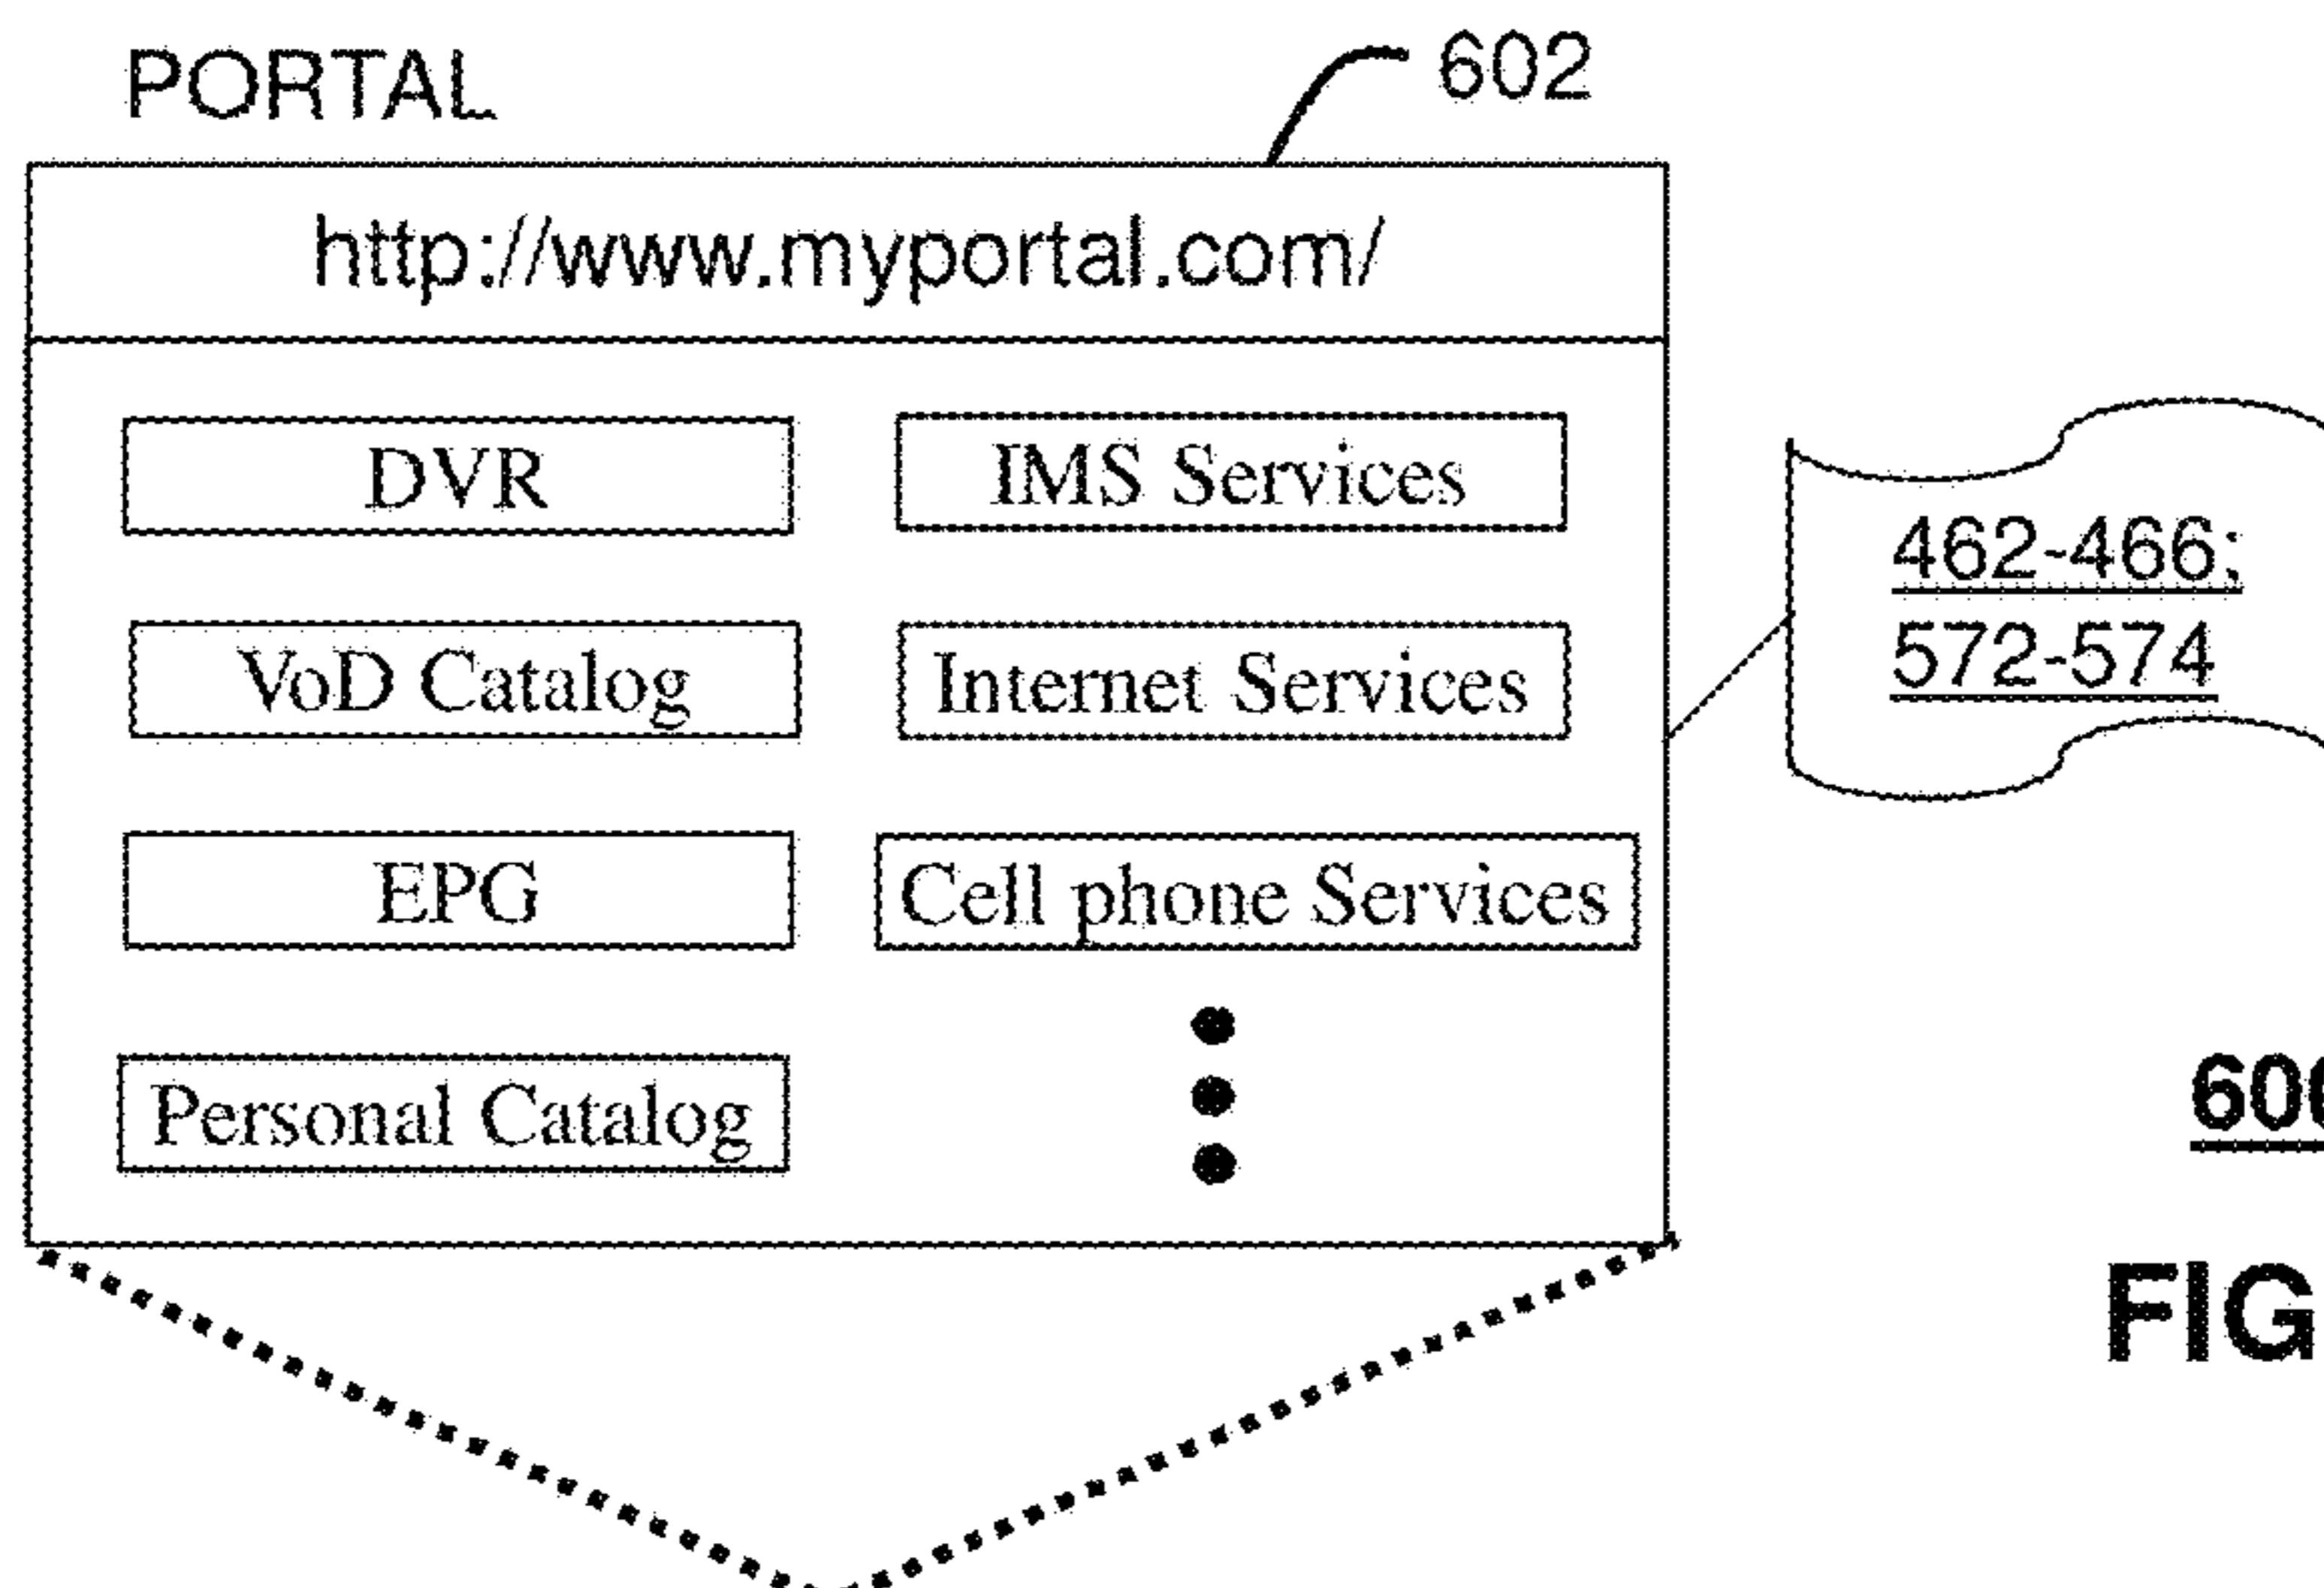 PORTAL
602
http://www.myportal.com/
DVR
IMS Services
VoD Catalog
Internet Services
EPG
Cell phone Services
Personal Catalog
462-466;
572-574
FIG